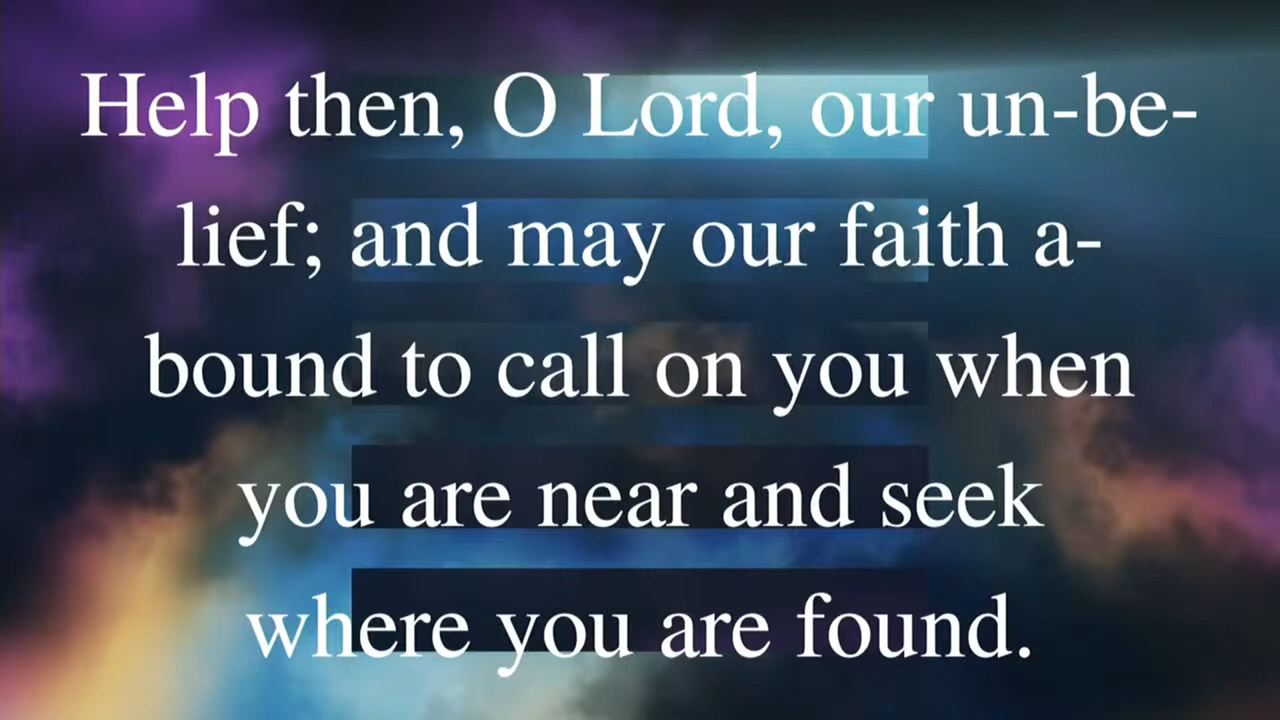 Help then, O Lord, our un-be-
lief; and may our faith a-
bound to call on you when
you are near and seek
where you are found.